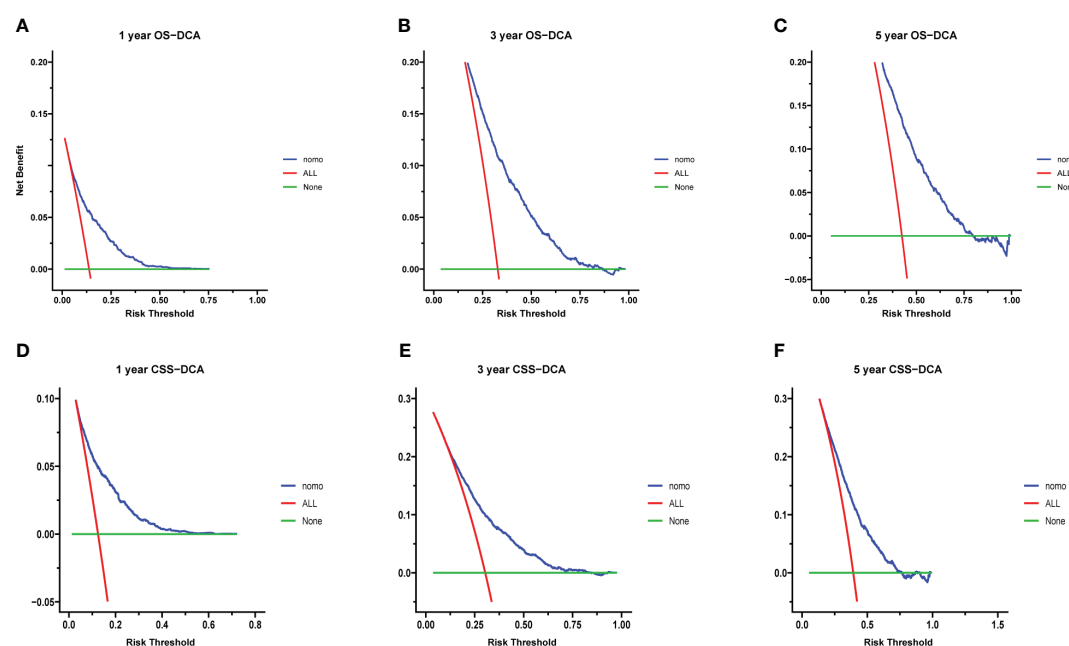 A
1 year OS−DCA
0.20
0.15
0.05
0.00
Net Benefit
0.00
0.25
0.50
0.75
1.00
Risk Threshold
nomo
ALL
None
B
3 year OS−DCA
0.20
0.15
0.10
0.05
0.00
0.00
0.25
0.50
0.75
1.00
Risk Threshold
nomo
ALL
None
C
5 year OS−DCA
0.20
0.15
0.10
0.05
0.00
−0.05
0.00
0.25
0.50
0.75
1.00
Risk Threshold
nor
ALL
Nor
D
1 year CSS−DCA
0.10
0.05
0.00
−0.05
0.0
0.2
0.4
0.6
0.8
Risk Threshold
nomo
ALL
None
E
3 year CSS−DCA
0.3
0.2
0.1
0.0
0.00
0.25
0.50
0.75
1.00
Risk Threshold
nomo
ALL
None
F
5 year CSS−DCA
0.3
0.2
0.1
0.0
0.0
0.5
1.0
1.5
Risk Threshold
nomo
ALL
None